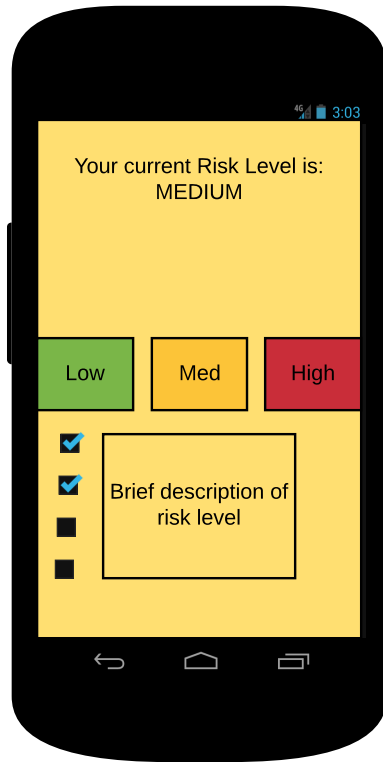 4G 3:03
Your current Risk Level is:
MEDIUM
Low Med High
Brief description of
risk level